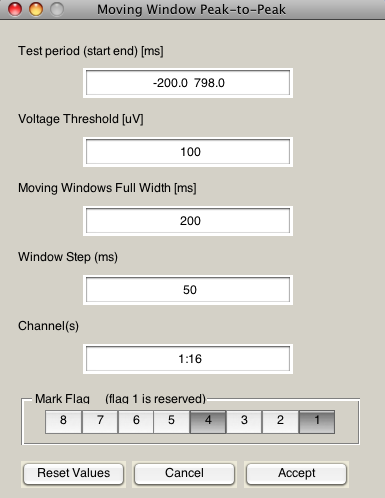 Moving Window Peak-to-Peak
Test period (start end) [ms]
-200.0 798.0
Voltage Threshold [uV]
100
Moving Windows Full Width [ms]
200
Window Step (ms)
50
Channel(s)
1:16
Mark Flag (flag 1 is reserved)
8 7 6 5 4 3 2 1
Reset Values Cancel Accept